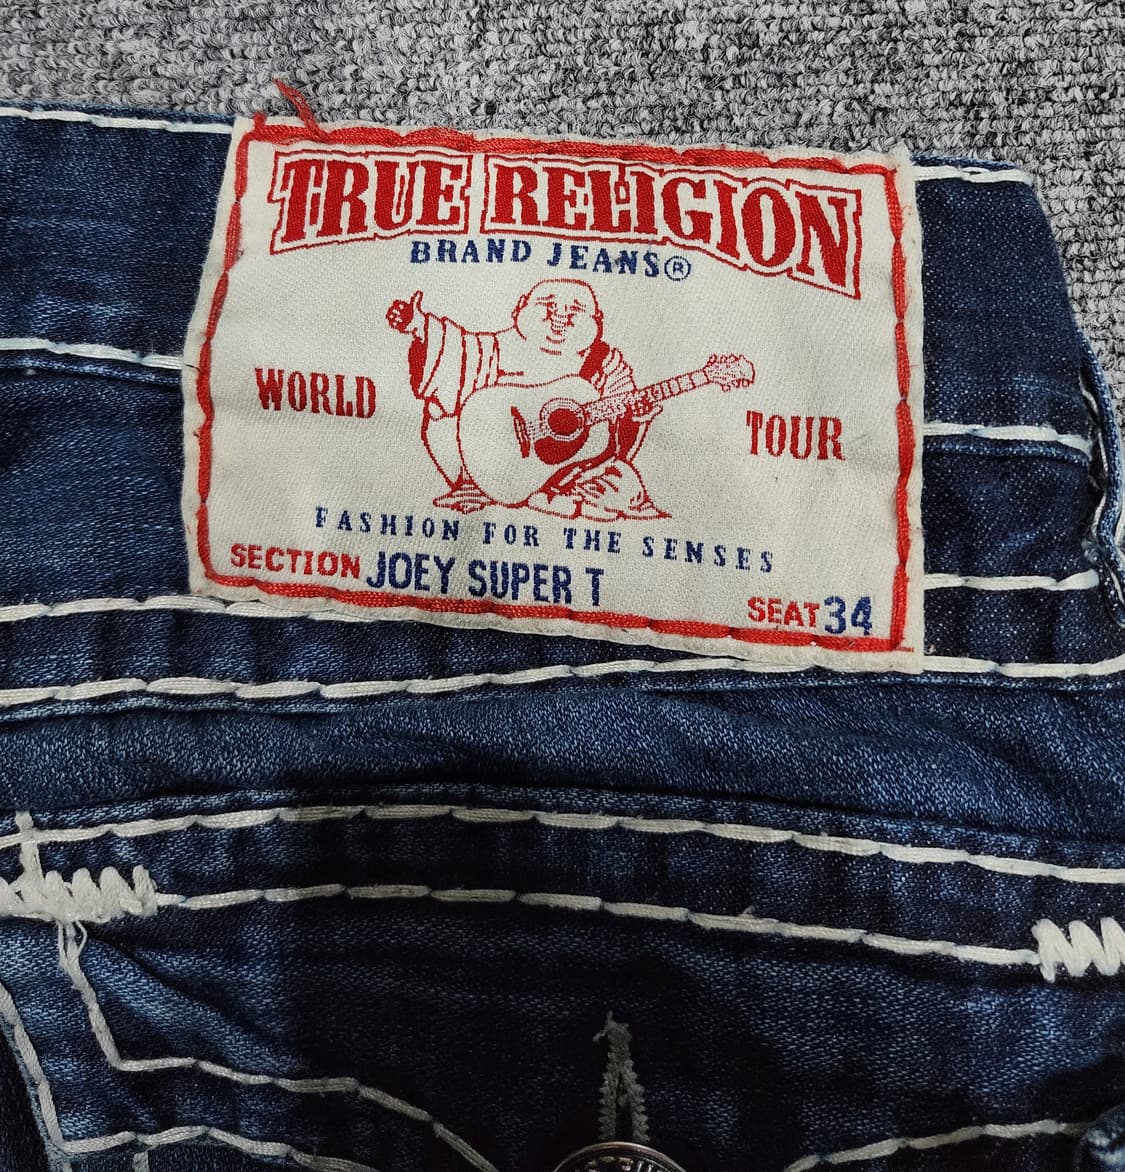 TRUE RELIGION
BRAND JEANS®
WORLD TOUR
FASHION FOR THE SENSES
SECTION JOEY SUPER T
SEAT 34